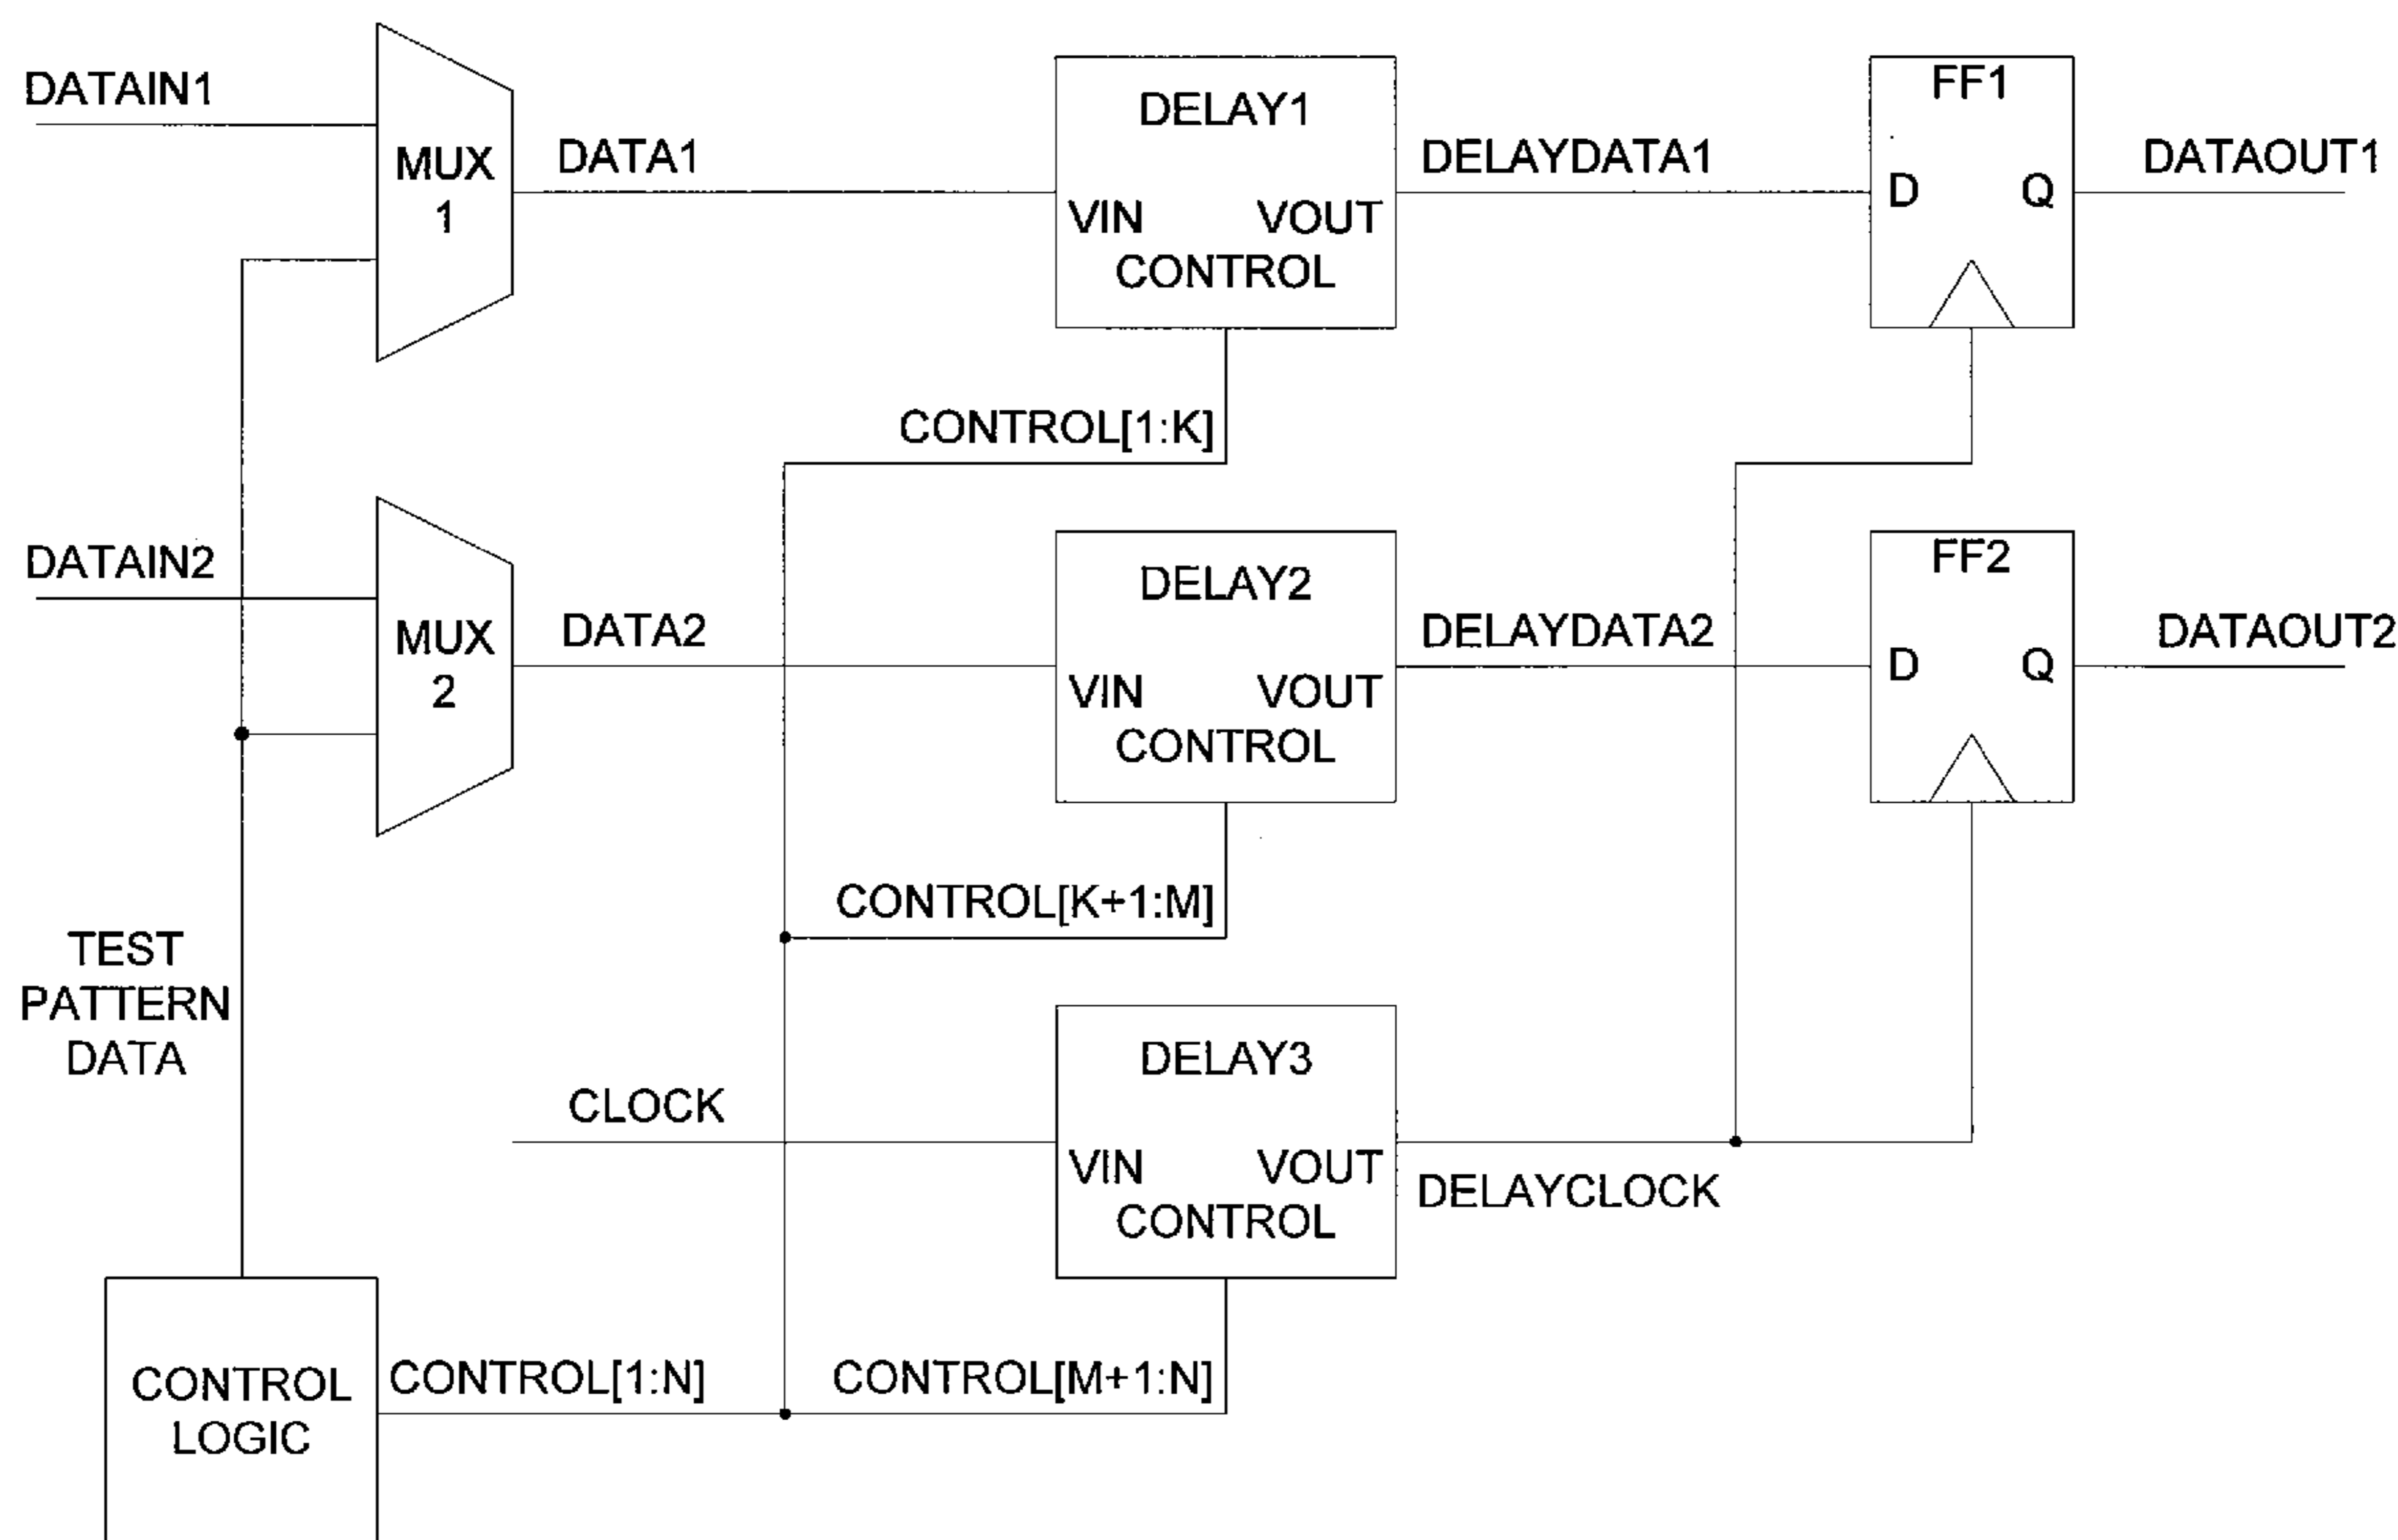 DATAIN1
MUX
1
DATA1
DELAY1
VIN VOUT
CONTROL
DELAYDATA1
FF1
D Q
DATAOUT1
CONTROL[1:K]
DATAIN2
MUX
2
DATA2
DELAY2
VIN VOUT
CONTROL
DELAYDATA2
FF2
D Q
DATAOUT2
CONTROL[K+1:M]
TEST
PATTERN
DATA
CLOCK
DELAY3
VIN VOUT
CONTROL
DELAYCLOCK
CONTROL
LOGIC
CONTROL[1:N]
CONTROL[M+1:N]